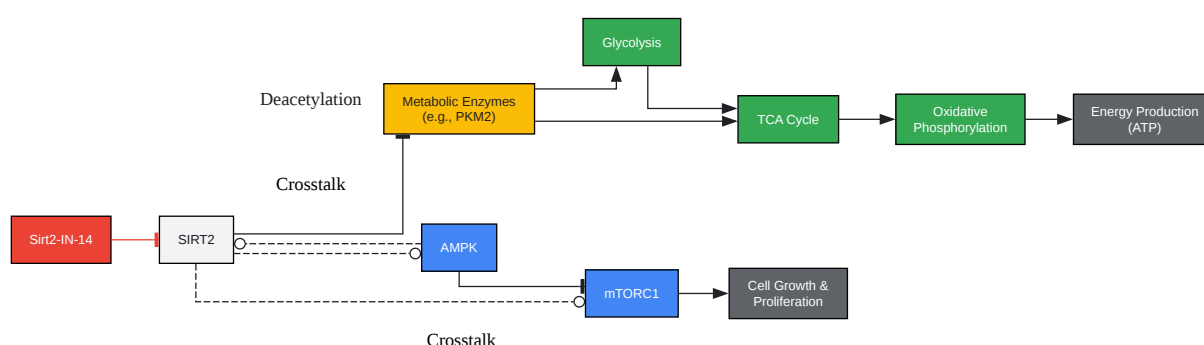 Glycolysis
Deacetylation
Metabolic Enzymes
(e.g., PKM2)
TCA Cycle
Oxidative
Phosphorylation
Energy Production
(ATP)
Crosstalk
Sirt2-IN-14
SIRT2
AMPK
mTORC1
Cell Growth &
Proliferation
Crosstalk